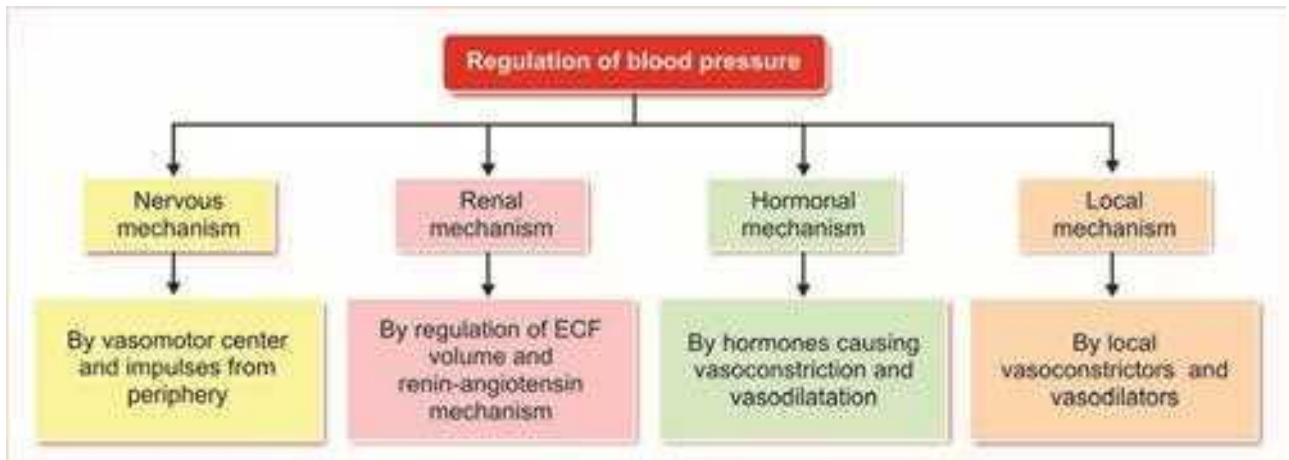 Regulation of blood pressure
Nervous
mechanism
Renal
mechanism
Hormonal
mechanism
Local
mechanism
By vasomotor center
and impulses from
periphery
By regulation of ECF
volume and
renin-angiotensin
mechanism
By hormones causing
vasoconstriction and
vasodilatation
By local
vasoconstrictors and
vasodilators